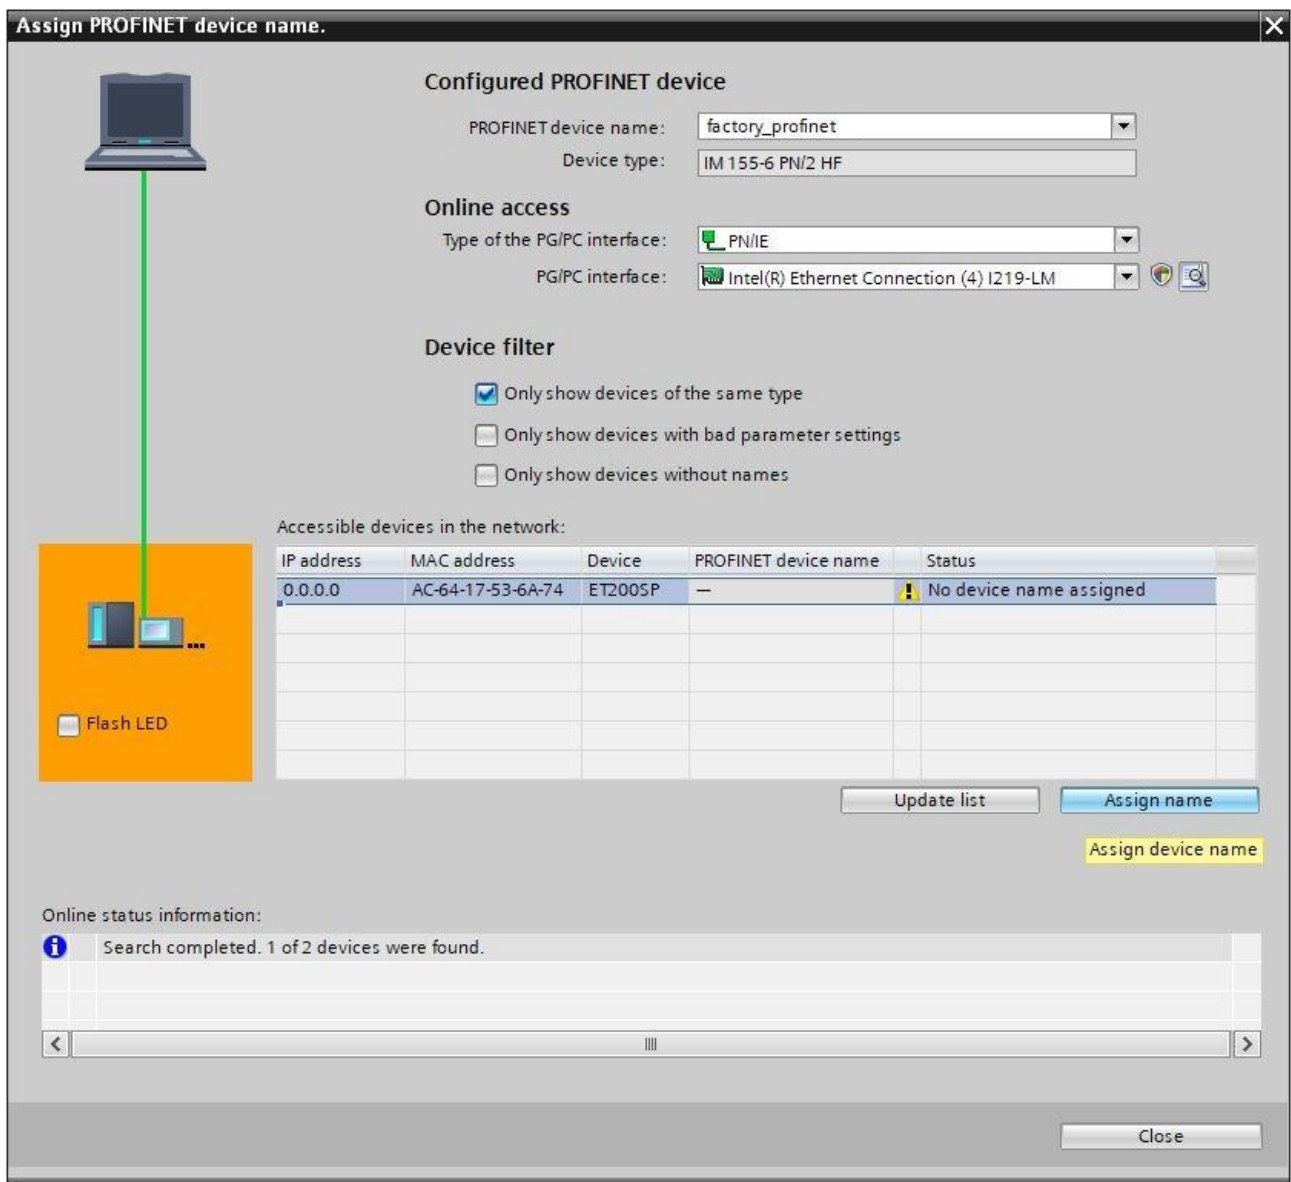 Assign PROFINET device name.
Configured PROFINET device
PROFINET device name: factory_profinet
Device type: IM 155-6 PN/2 HF
Online access
Type of the PG/PC interface: PN/IE
PG/PC interface: Intel(R) Ethernet Connection (4) I219-LM
Device filter
Only show devices of the same type
Only show devices with bad parameter settings
Only show devices without names
Accessible devices in the network:
IP address MAC address Device PROFINET device name Status
0.0.0.0 AC-64-17-53-6A-74 ET200SP — No device name assigned
Flash LED
Update list Assign name
Assign device name
Online status information:
Search completed. 1 of 2 devices were found.
Close